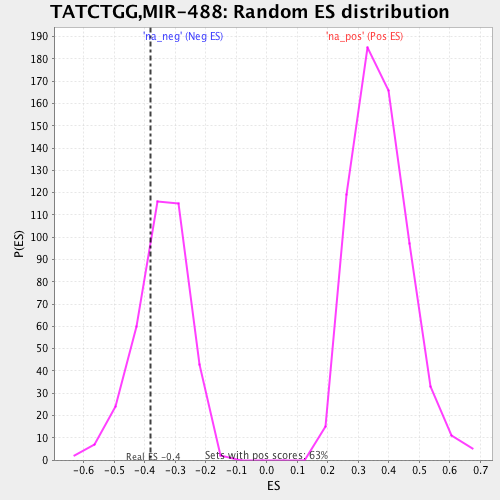 TATCTGG,MIR-488: Random ES distribution
'na_neg' (Neg ES)
'na_pos' (Pos ES)
190
180
170
160
150
140
130
120
110
100
90
80
70
60
50
40
30
20
10
0
P(ES)
Real ES -0.4
Sets with pos scores: 63%
-0.6 -0.5 -0.4 -0.3 -0.2 -0.1 0.0 0.1 0.2 0.3 0.4 0.5 0.6 0.7
ES